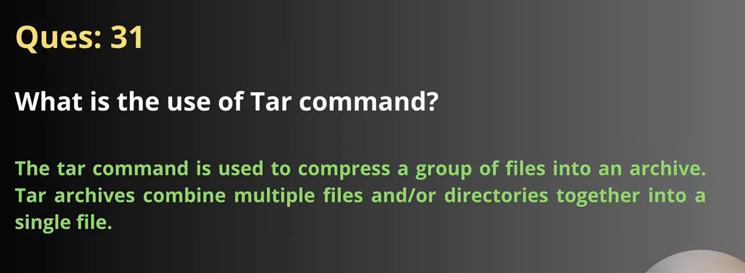 Ques: 31
What is the use of Tar command?
The tar command is used to compress a group of files into an archive.
Tar archives combine multiple files and/or directories together into a
single file.